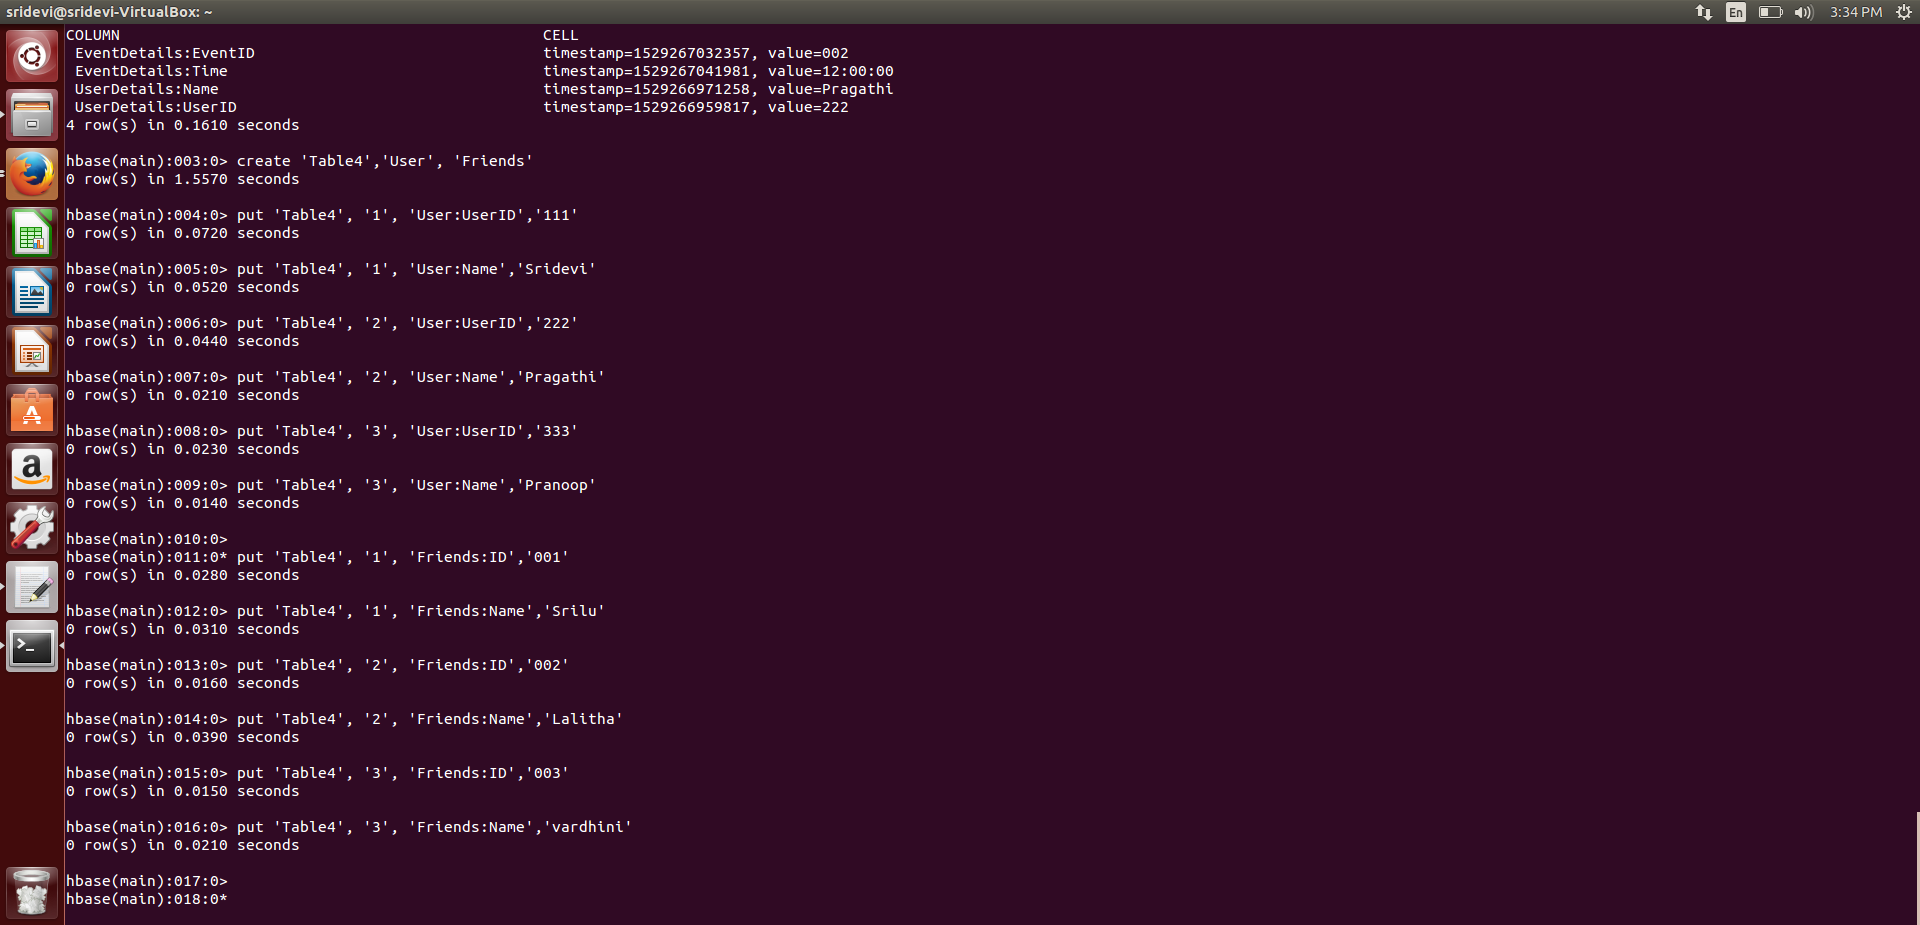 sridevi@sridevi-VirtualBox: ~
En
3:34 PM
COLUMN CELL
EventDetails:EventID timestamp=1529267032357, value=002
EventDetails:Time timestamp=1529267041981, value=12:00:00
UserDetails:Name timestamp=1529266971258, value=Pragathi
UserDetails:UserID timestamp=1529266959817, value=222
4 row(s) in 0.1610 seconds
hbase(main):003:0> create 'Table4','User', 'Friends'
0 row(s) in 1.5570 seconds
hbase(main):004:0> put 'Table4', '1', 'User:UserID','111'
0 row(s) in 0.0720 seconds
hbase(main):005:0> put 'Table4', '1', 'User:Name','Sridevi'
0 row(s) in 0.0520 seconds
hbase(main):006:0> put 'Table4', '2', 'User:UserID','222'
0 row(s) in 0.0440 seconds
hbase(main):007:0> put 'Table4', '2', 'User:Name','Pragathi'
0 row(s) in 0.0210 seconds
hbase(main):008:0> put 'Table4', '3', 'User:UserID','333'
0 row(s) in 0.0230 seconds
hbase(main):009:0> put 'Table4', '3', 'User:Name','Pranoop'
0 row(s) in 0.0140 seconds
hbase(main):010:0>
hbase(main):011:0* put 'Table4', '1', 'Friends:ID','001'
0 row(s) in 0.0280 seconds
hbase(main):012:0> put 'Table4', '1', 'Friends:Name','Srilu'
0 row(s) in 0.0310 seconds
hbase(main):013:0> put 'Table4', '2', 'Friends:ID','002'
0 row(s) in 0.0160 seconds
hbase(main):014:0> put 'Table4', '2', 'Friends:Name','Lalitha'
0 row(s) in 0.0390 seconds
hbase(main):015:0> put 'Table4', '3', 'Friends:ID','003'
0 row(s) in 0.0150 seconds
hbase(main):016:0> put 'Table4', '3', 'Friends:Name','vardhini'
0 row(s) in 0.0210 seconds
hbase(main):017:0>
hbase(main):018:0*